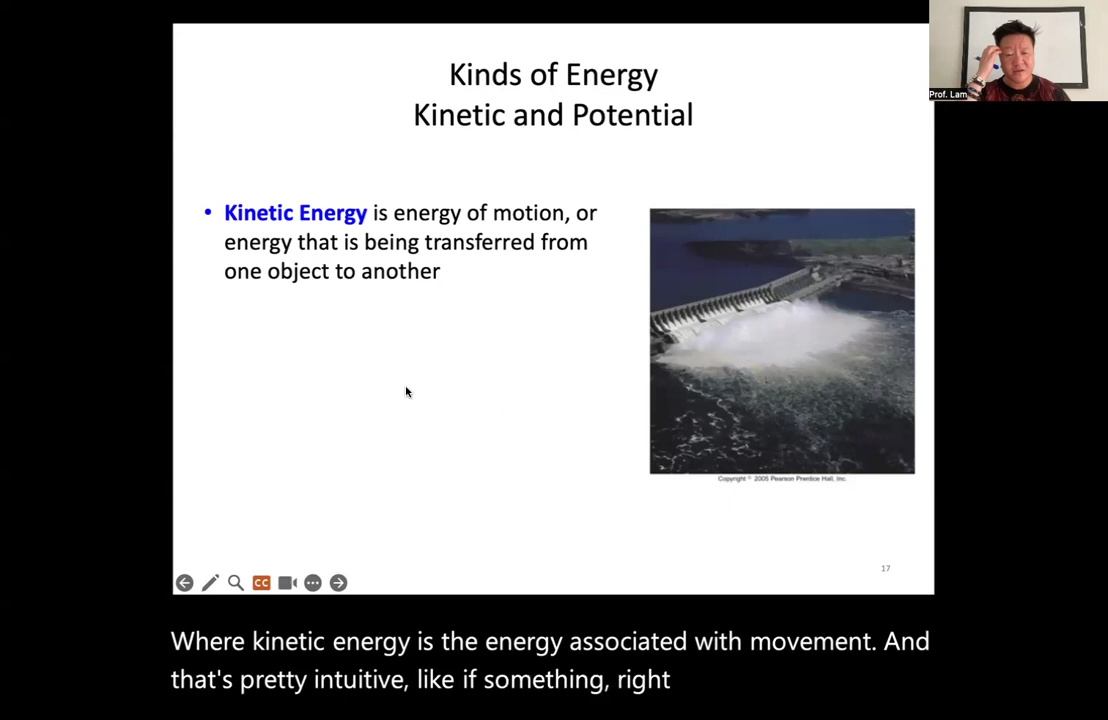 Kinds of Energy
Kinetic and Potential
Prof. Lam
• Kinetic Energy is energy of motion, or
energy that is being transferred from
one object to another
Copyright © 2005 Pearson Prentice Hall, Inc.
17
CC
Where kinetic energy is the energy associated with movement. And
that's pretty intuitive, like if something, right